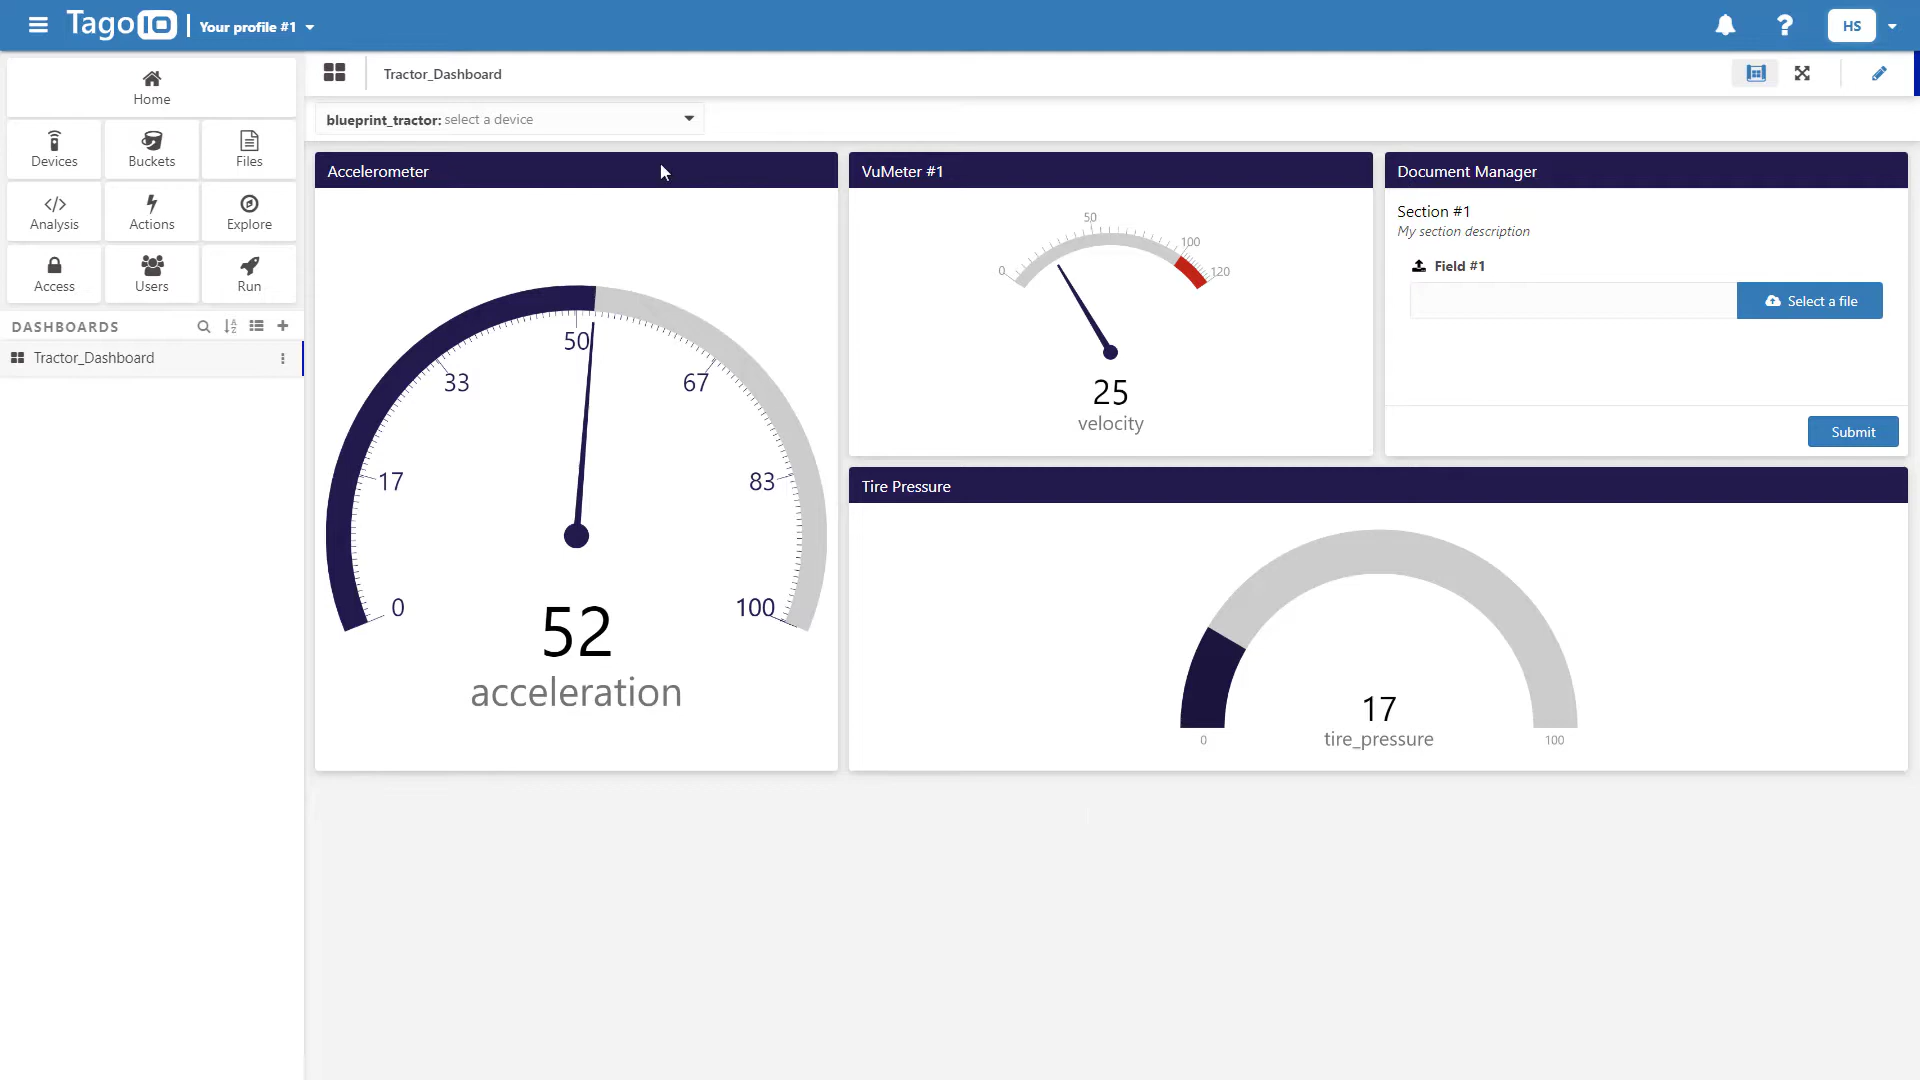 TagoIO
Your profile #1
HS
Home
Devices
Buckets
Files
Analysis
Actions
Explore
Access
Users
Run
DASHBOARDS
Tractor_Dashboard
Tractor_Dashboard
blueprint_tractor: select a device
Accelerometer
0
17
33
50
67
83
100
52
acceleration
VuMeter #1
0
50
100
120
25
velocity
Document Manager
Section #1
My section description
Field #1
Select a file
Submit
Tire Pressure
17
tire_pressure
0
100